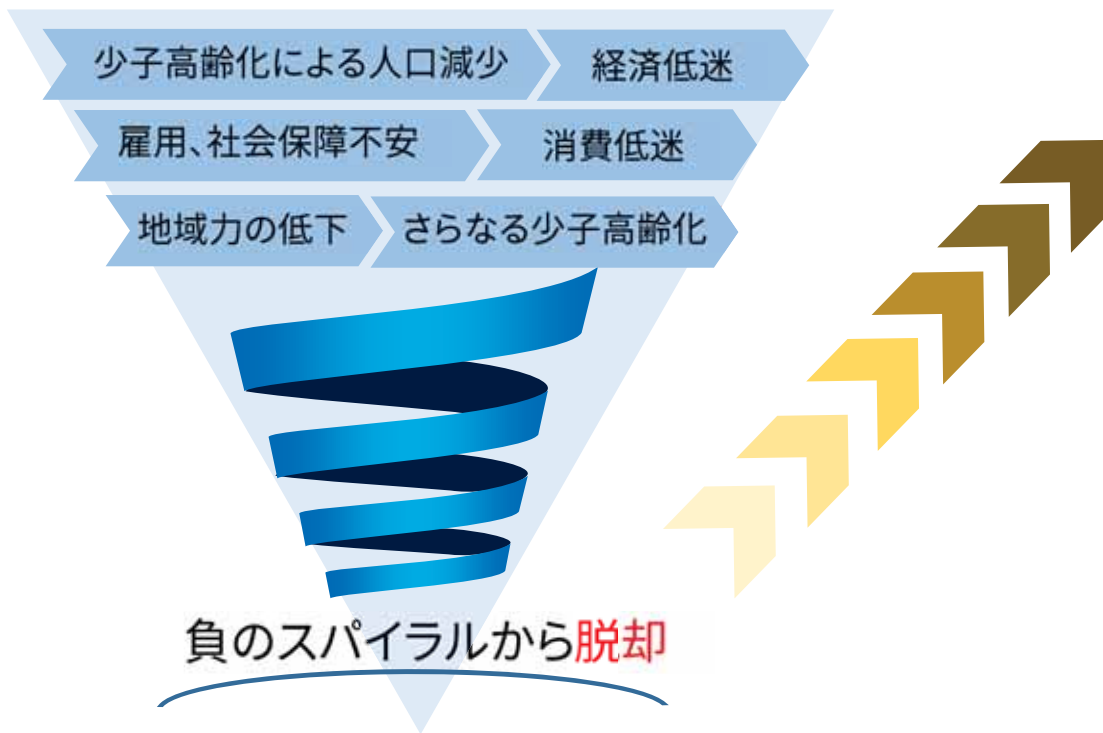 少子高齢化による人口減少 経済低迷
雇用、社会保障不安 消費低迷
地域力の低下 さらなる少子高齢化
負のスパイラルから脱却